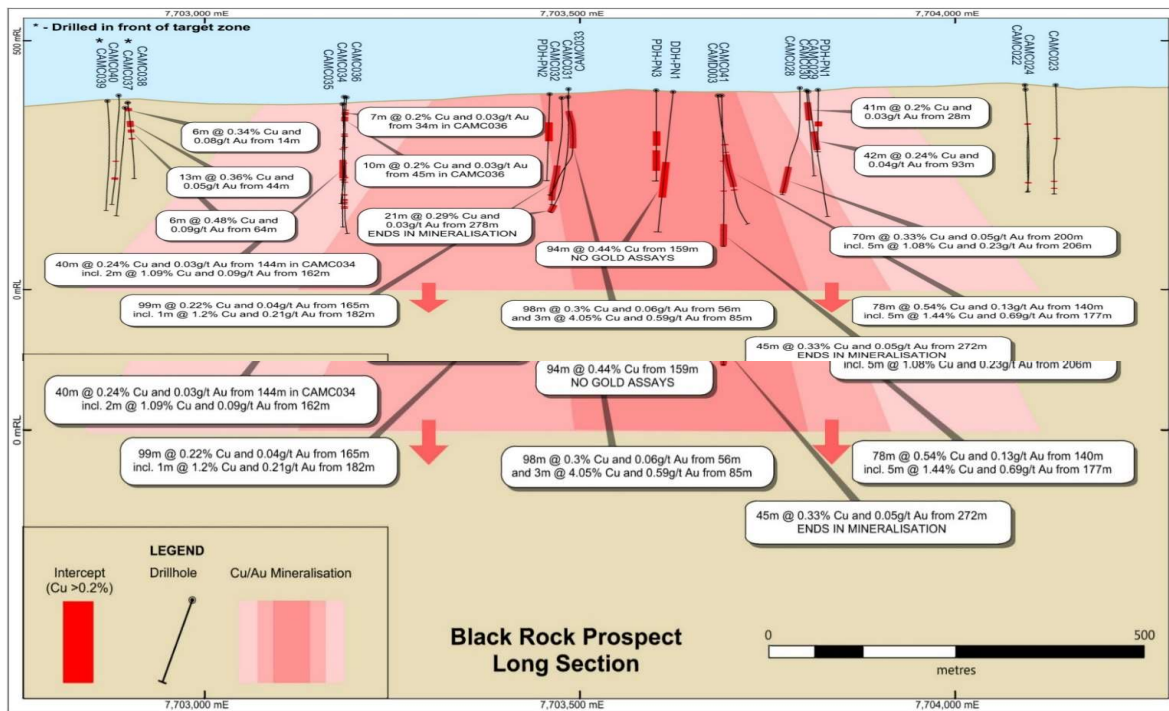 7,703,000 mE
7,703,500 mE
7,704,000 mE
* - Drilled in front of target zone
500 mRL
500 mRL
*
*
CAMC039
CAMC040
CAMC037
CAMC038
CAMC035
CAMC034
CAMC036
PDH-PN2
CAMC032
CAMC031
CAMC033
PDH-PN3
DDH-PN1
CAMD003
CAMC041
CAMC028
CAMC029
PDH-PN1
CAMC022
CAMC024
CAMC023
6m @ 0.34% Cu and
0.08g/t Au from 14m
7m @ 0.2% Cu and 0.03g/t Au
from 34m in CAMC036
41m @ 0.2% Cu and
0.03g/t Au from 28m
13m @ 0.36% Cu and
0.05g/t Au from 44m
10m @ 0.2% Cu and 0.03g/t Au
from 45m in CAMC036
42m @ 0.24% Cu and
0.04g/t Au from 93m
6m @ 0.48% Cu and
0.09g/t Au from 64m
21m @ 0.29% Cu and
0.03g/t Au from 278m
ENDS IN MINERALISATION
94m @ 0.44% Cu from 159m
NO GOLD ASSAYS
70m @ 0.33% Cu and 0.05g/t Au from 200m
incl. 5m @ 1.08% Cu and 0.23g/t Au from 206m
40m @ 0.24% Cu and 0.03g/t Au from 144m in CAMC034
incl. 2m @ 1.09% Cu and 0.09g/t Au from 162m
0 mRL
0 mRL
99m @ 0.22% Cu and 0.04g/t Au from 165m
incl. 1m @ 1.2% Cu and 0.21g/t Au from 182m
98m @ 0.3% Cu and 0.06g/t Au from 56m
and 3m @ 4.05% Cu and 0.59g/t Au from 85m
78m @ 0.54% Cu and 0.13g/t Au from 140m
incl. 5m @ 1.44% Cu and 0.69g/t Au from 177m
45m @ 0.33% Cu and 0.05g/t Au from 272m
ENDS IN MINERALISATION
incl. 5m @ 1.08% Cu and 0.23g/t Au from 206m
94m @ 0.44% Cu from 159m
NO GOLD ASSAYS
40m @ 0.24% Cu and 0.03g/t Au from 144m in CAMC034
incl. 2m @ 1.09% Cu and 0.09g/t Au from 162m
0 mRL
0 mRL
99m @ 0.22% Cu and 0.04g/t Au from 165m
incl. 1m @ 1.2% Cu and 0.21g/t Au from 182m
98m @ 0.3% Cu and 0.06g/t Au from 56m
and 3m @ 4.05% Cu and 0.59g/t Au from 85m
78m @ 0.54% Cu and 0.13g/t Au from 140m
incl. 5m @ 1.44% Cu and 0.69g/t Au from 177m
45m @ 0.33% Cu and 0.05g/t Au from 272m
ENDS IN MINERALISATION
LEGEND
Intercept
(Cu >0.2%)
Drillhole
Cu/Au Mineralisation
Black Rock Prospect
Long Section
0
500
metres
7,703,000 mE
7,703,500 mE
7,704,000 mE